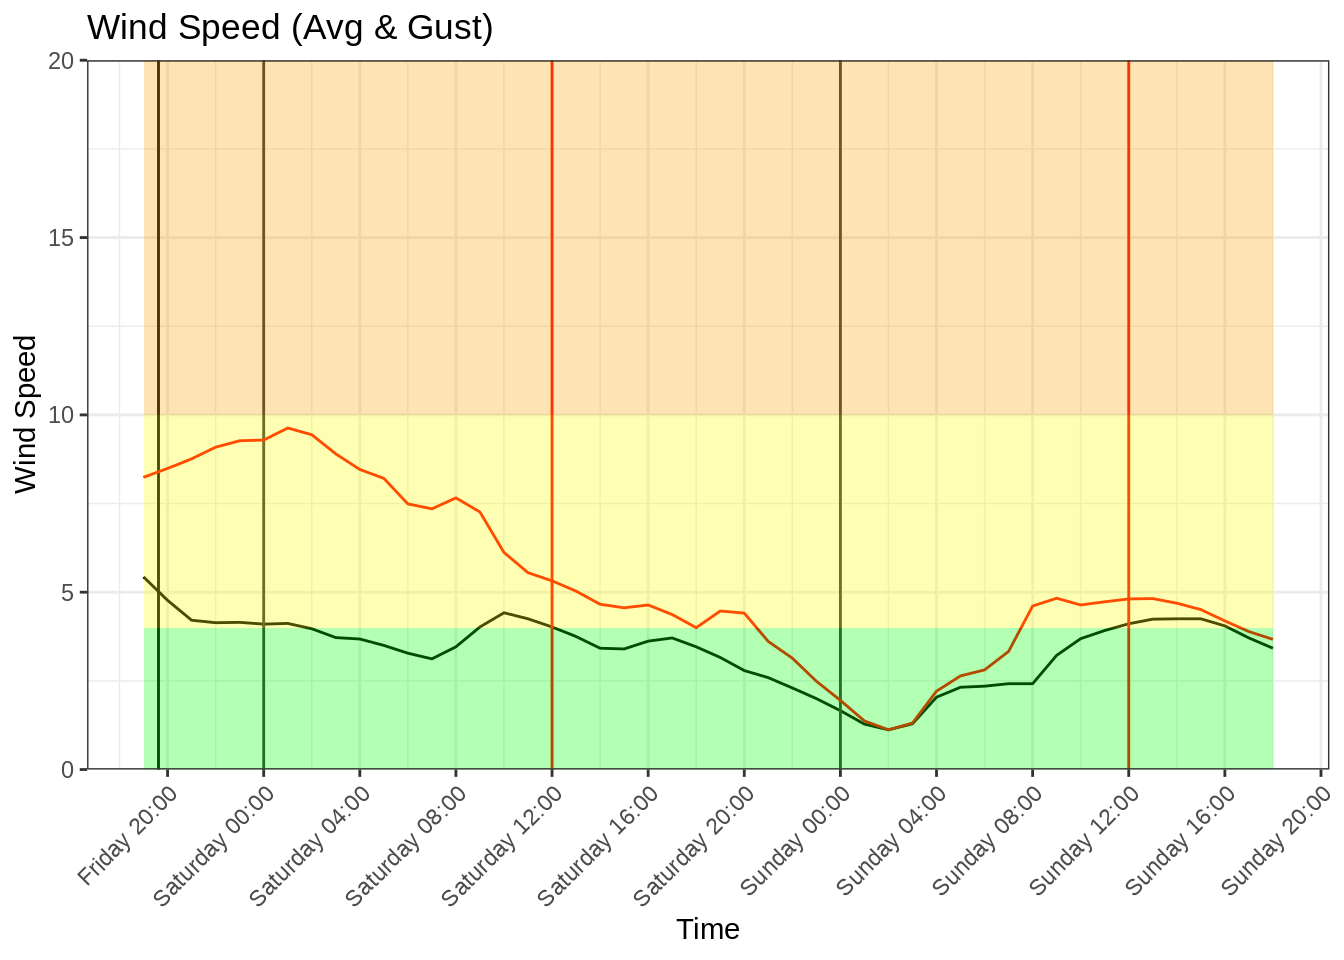 Wind Speed (Avg & Gust)
20
15
10
5
0
Wind Speed
Friday 20:00
Saturday 00:00
Saturday 04:00
Saturday 08:00
Saturday 12:00
Saturday 16:00
Saturday 20:00
Sunday 00:00
Sunday 04:00
Sunday 08:00
Sunday 12:00
Sunday 16:00
Sunday 20:00
Time